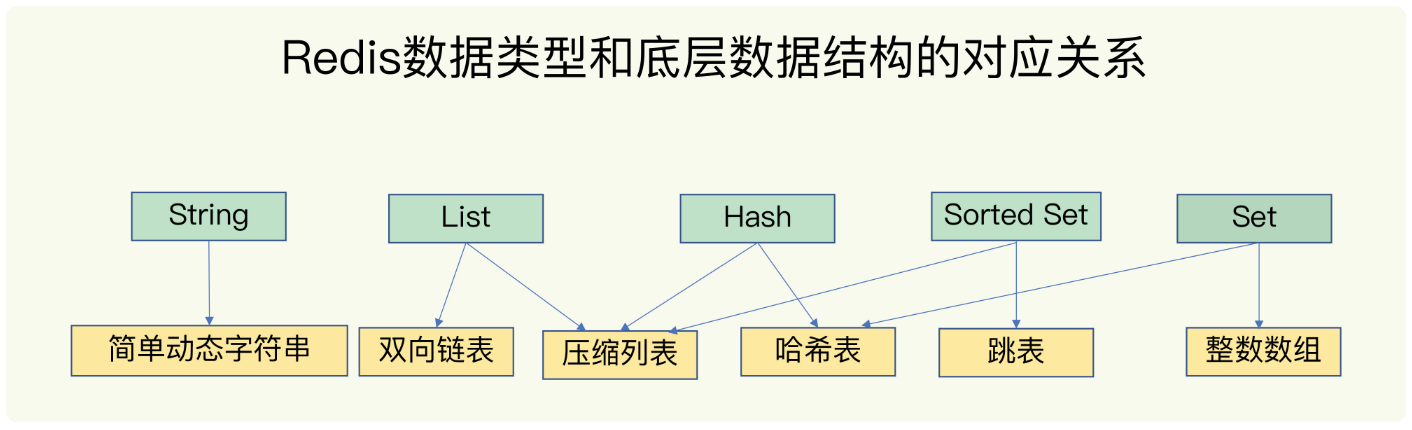 Redis数据类型和底层数据结构的对应关系
String
List
Hash
Sorted Set
Set
简单动态字符串
双向链表
压缩列表
哈希表
跳表
整数数组